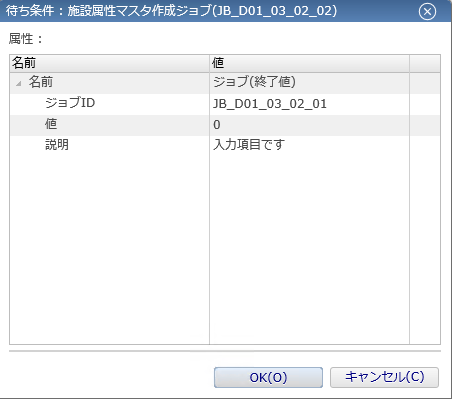 待ち条件：施設属性マスタ作成ジョブ(JB_D01_03_02_02)
属性：
名前 値
名前 ジョブ(終了値)
ジョブID JB_D01_03_02_01
値 0
説明 入力項目です
OK(O) キャンセル(C)